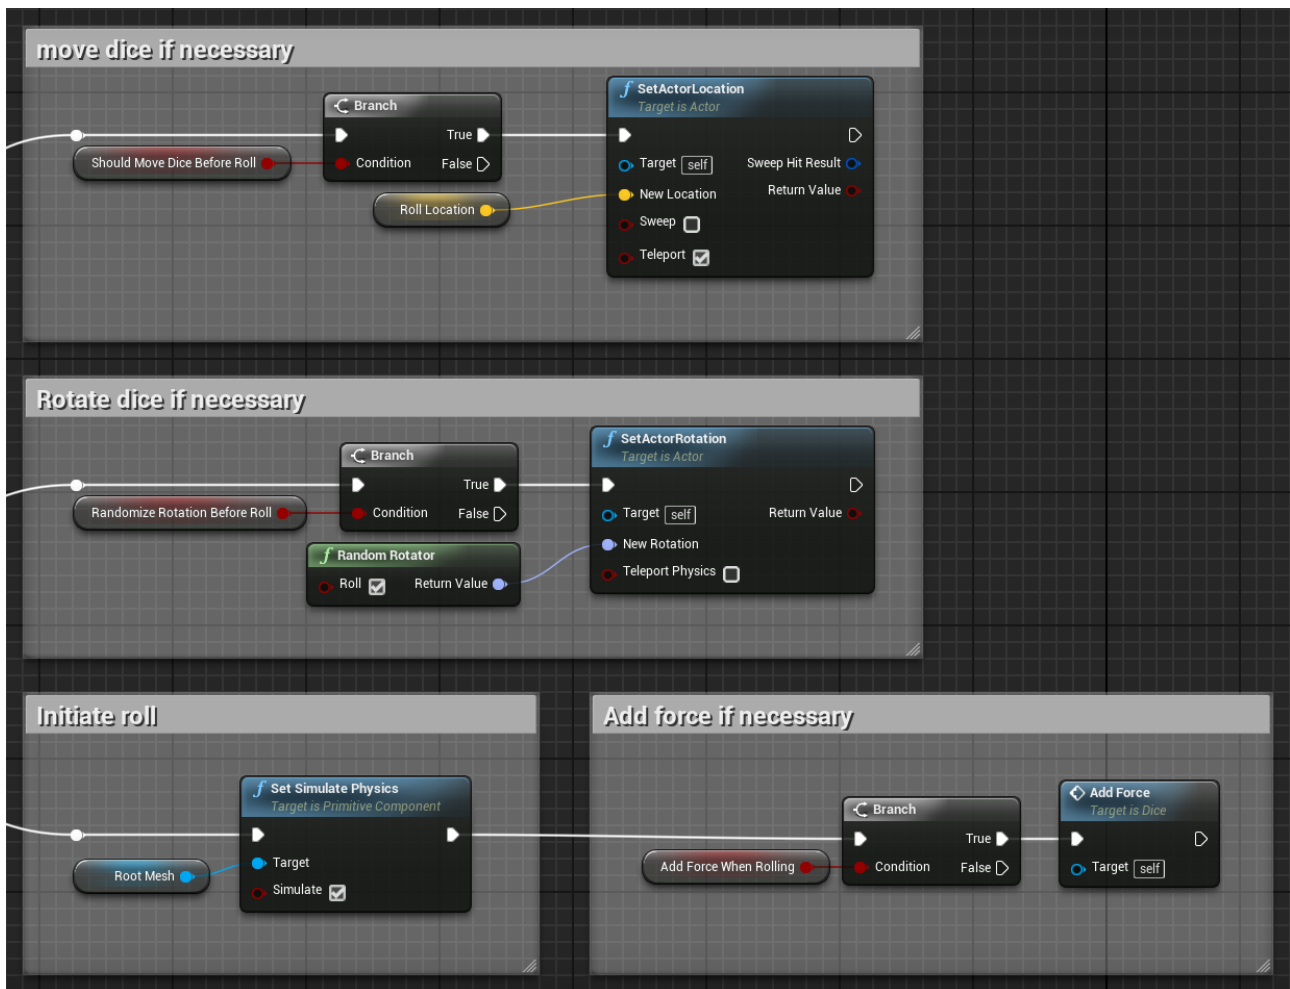 move dice if necessary
Branch
SetActorLocation
Target is Actor
True
Should Move Dice Before Roll
Condition
False
Target self
Sweep Hit Result
New Location
Return Value
Roll Location
Sweep
Teleport
Rotate dice if necessary
Branch
SetActorRotation
Target is Actor
True
Randomize Rotation Before Roll
Condition
False
Target self
Return Value
New Rotation
Random Rotator
Teleport Physics
Roll
Return Value
Initiate roll
Set Simulate Physics
Target is Primitive Component
Target
Root Mesh
Simulate
Add force if necessary
Branch
Add Force
Target is Dice
True
Add Force When Rolling
Condition
False
Target self